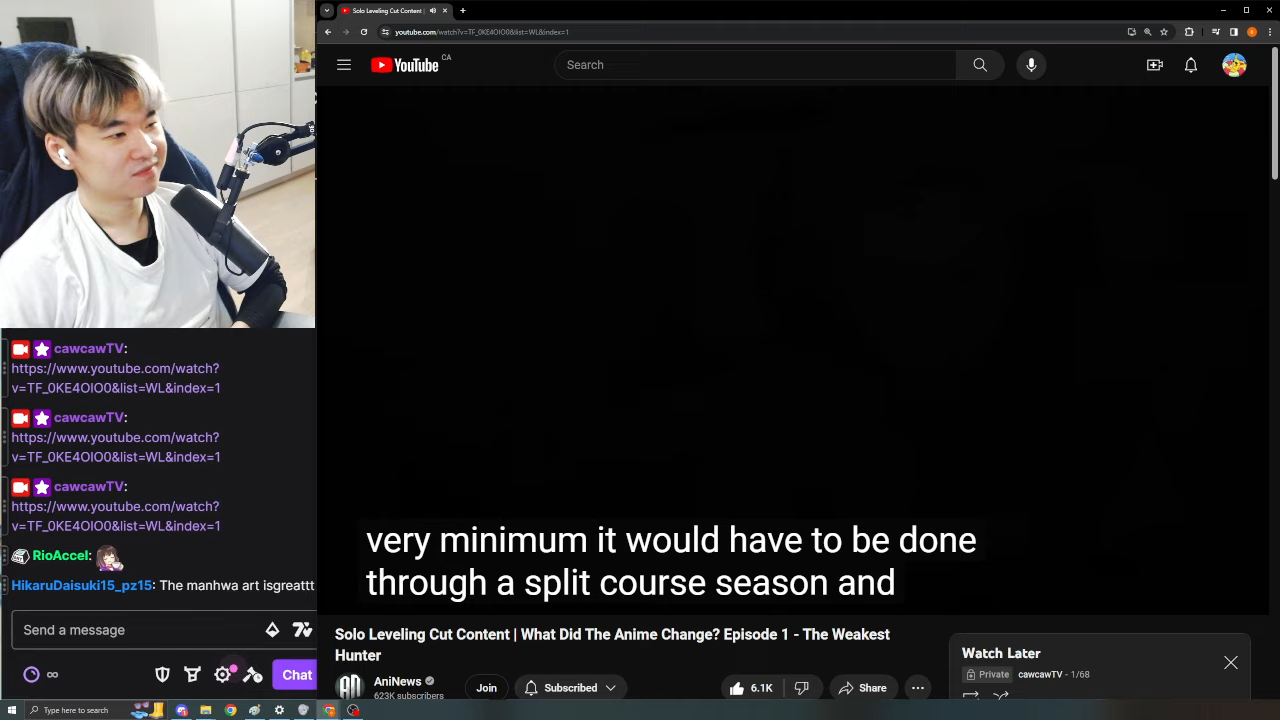 Solo Leveling Cut Content |
youtube.com/watch?v=TF_0KE4OIO0&list=WL&index=1
YouTube CA
Search
cawcawTV:
https://www.youtube.com/watch?
v=TF_0KE4OIO0&list=WL&index=1
cawcawTV:
https://www.youtube.com/watch?
v=TF_0KE4OIO0&list=WL&index=1
cawcawTV:
https://www.youtube.com/watch?
v=TF_0KE4OIO0&list=WL&index=1
RioAccel:
HikaruDaisuki15_pz15: The manhwa art isgreattt
Send a message
Chat
very minimum it would have to be done
through a split course season and
Solo Leveling Cut Content | What Did The Anime Change? Episode 1 - The Weakest
Hunter
AniNews
623K subscribers
Join
Subscribed
6.1K
Share
Watch Later
Private cawcawTV - 1/68
Type here to search